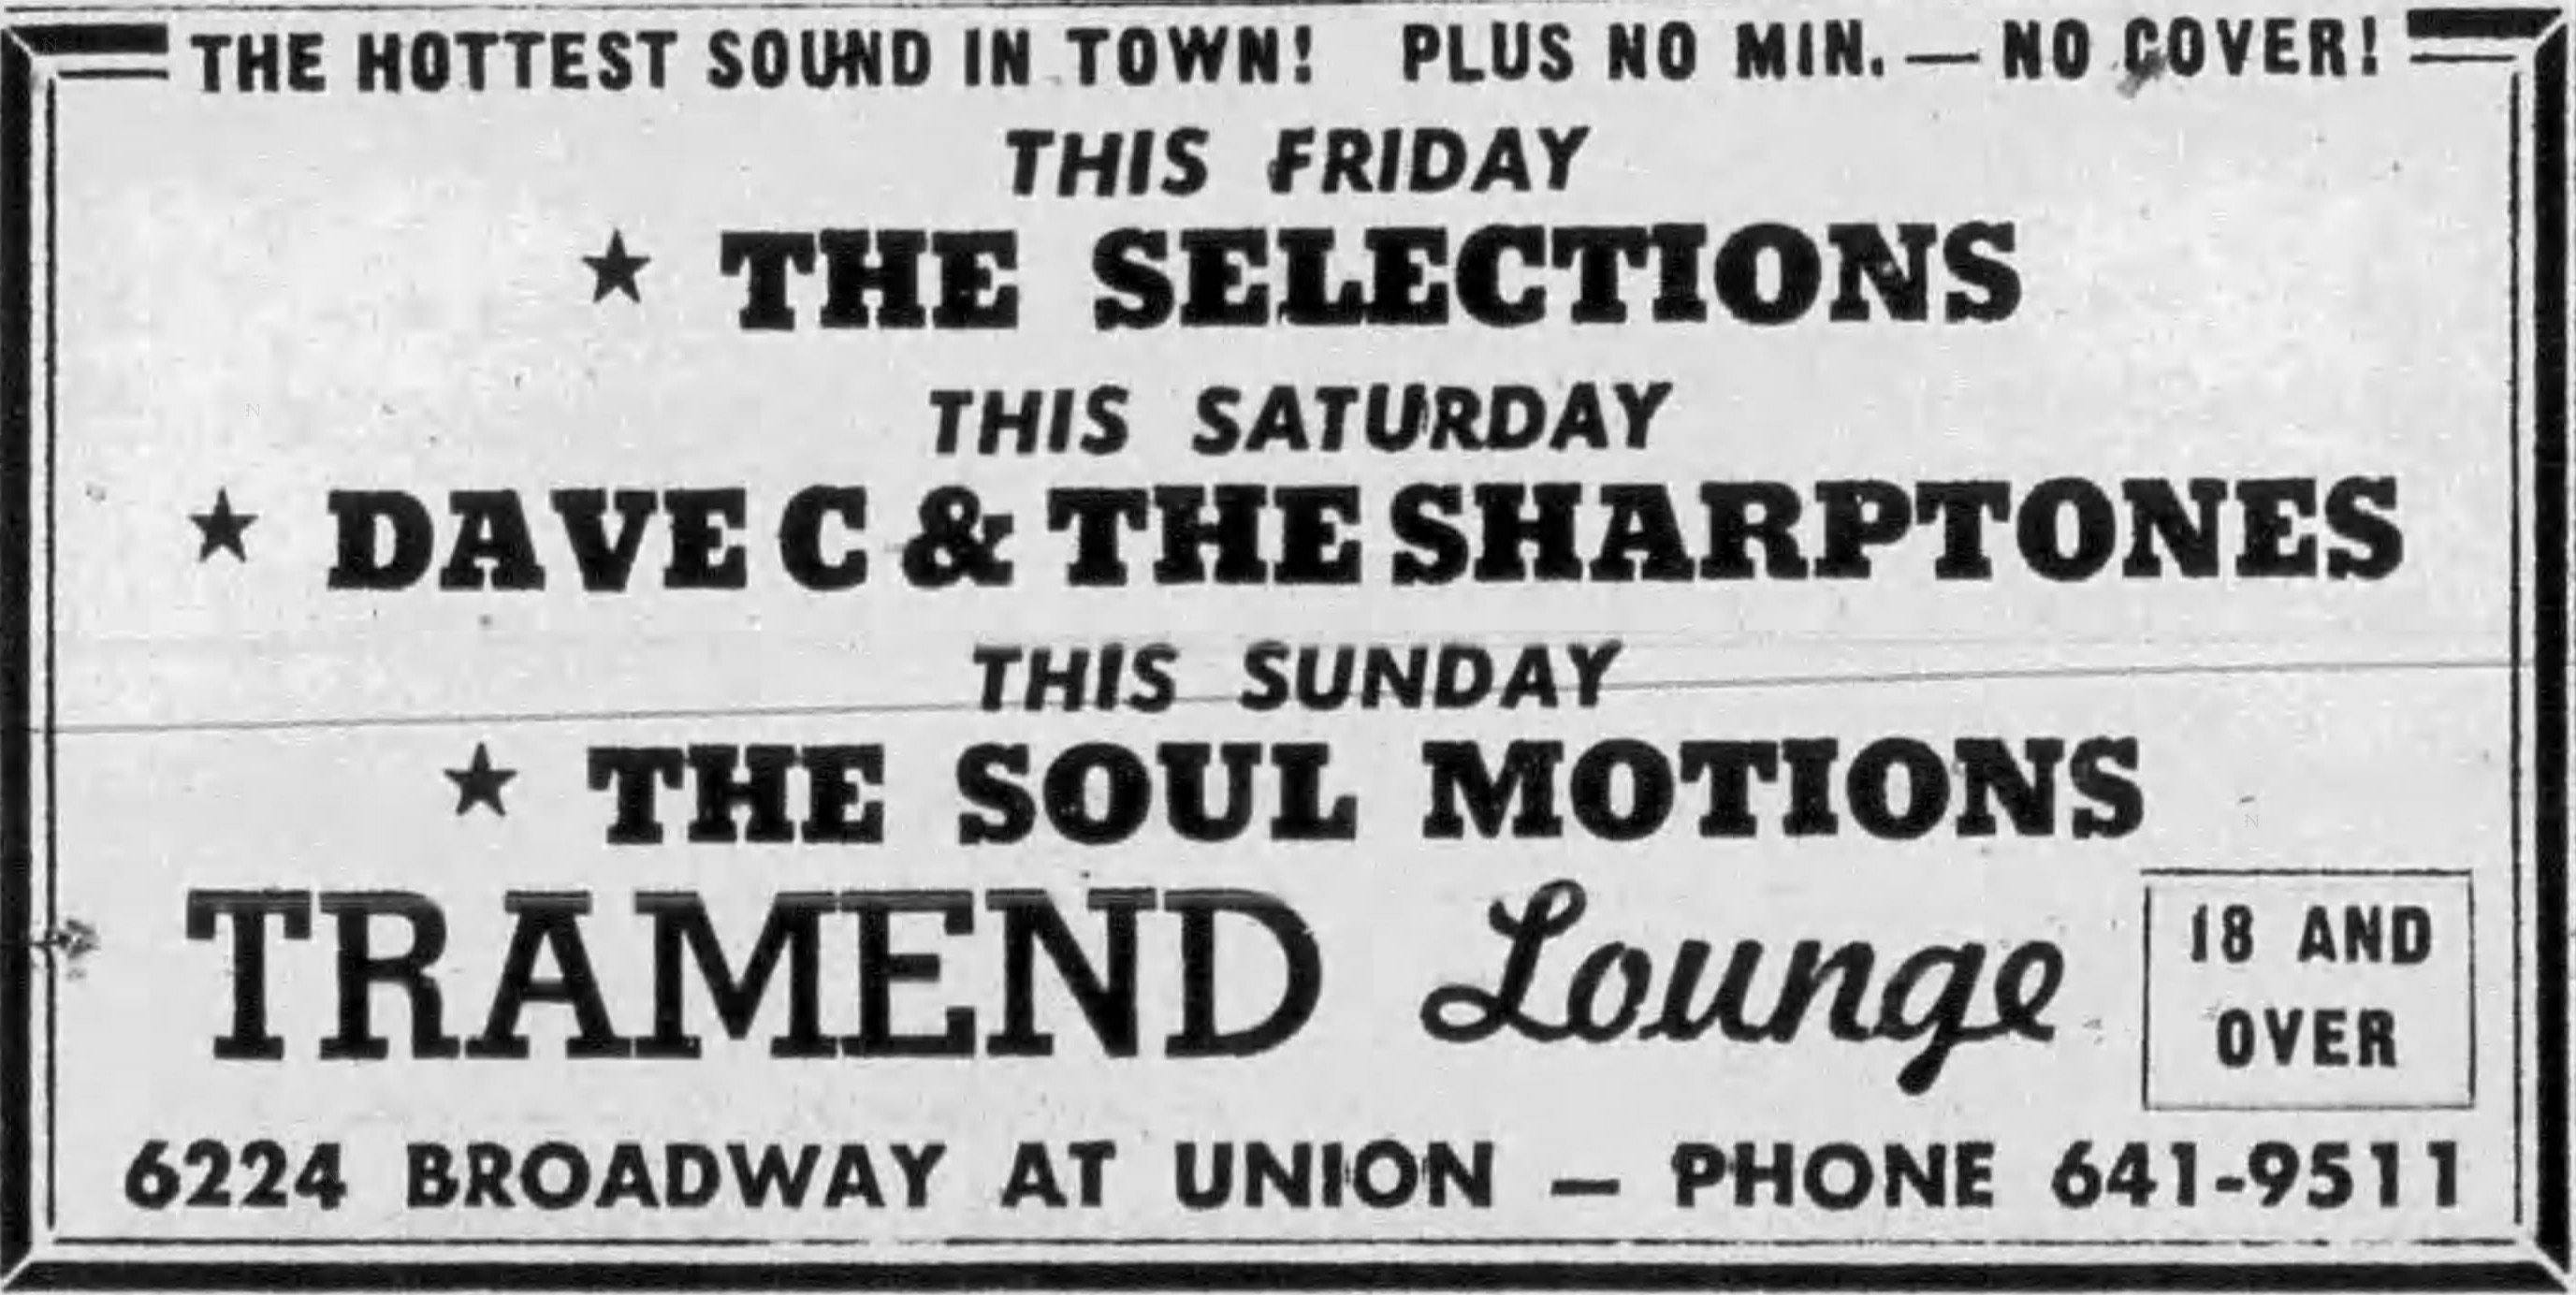 THE HOTTEST SOUND IN TOWN! PLUS NO MIN. — NO COVER!
THIS FRIDAY
★ THE SELECTIONS
THIS SATURDAY
★ DAVE C & THE SHARPTONES
THIS SUNDAY
★ THE SOUL MOTIONS
TRAMEND Lounge
18 AND
OVER
6224 BROADWAY AT UNION — PHONE 641-9511